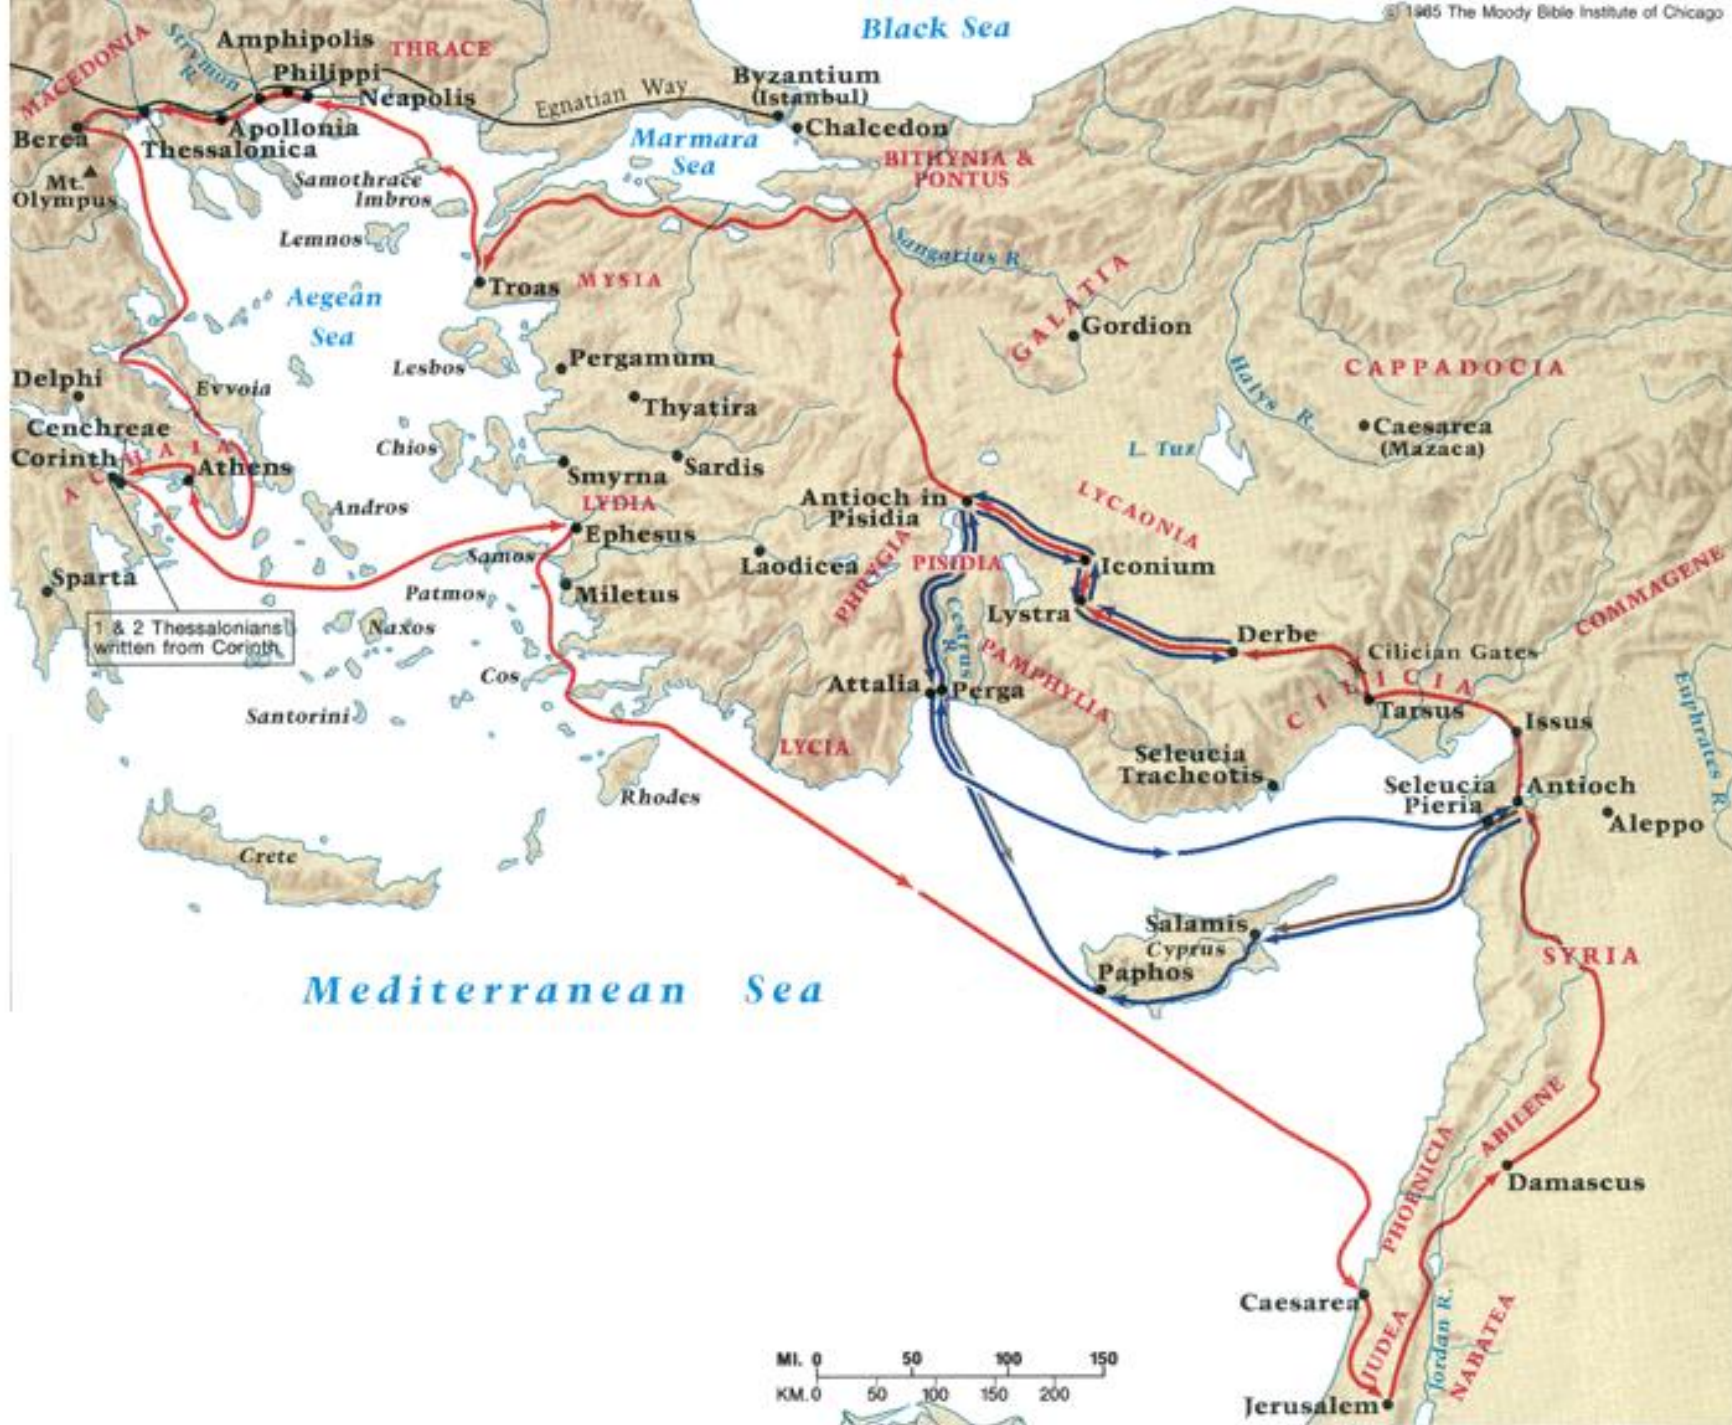 © 1985 The Moody Bible Institute of Chicago
Black Sea
MACEDONIA
Strymon
R.
Amphipolis
THRACE
Philippi
Neapolis
Egnatian Way
Byzantium
(Istanbul)
Chalcedon
Berea
Apollonia
Thessalonica
Marmara
Sea
BITHYNIA &
PONTUS
Mt.
Olympus
Samothrace
Imbros
Lemnos
Sangarius R.
Troas
MYSIA
GALATIA
Gordion
Aegean
Sea
Pergamum
Lesbos
Halys R.
CAPPADOCIA
Delphi
Evvoia
Thyatira
Cenchreae
Caesarea
(Mazaca)
Chios
L. Tuz
Corinth
ACHAIA
Athens
Smyrna
Sardis
LYDIA
Andros
Antioch in
Pisidia
LYCAONIA
Ephesus
Samos
Laodicea
PHRYGIA
PISIDIA
Iconium
Sparta
Patmos
Miletus
Lystra
COMMAGENE
1 & 2 Thessalonians
written from Corinth
Naxos
Cestrus
R.
PAMPHYLIA
Derbe
Cilician Gates
Cos
Attalia
Perga
CILICIA
Tarsus
Santorini
LYCIA
Issus
Euphrates R.
Seleucia
Tracheotis
Rhodes
Seleucia
Pieria
Antioch
Aleppo
Crete
Salamis
Cyprus
Paphos
SYRIA
Mediterranean Sea
ABILENE
PHOENICIA
Damascus
Caesarea
JUDEA
Jordan R.
NABATEA
MI. 0 50 100 150
KM. 0 50 100 150 200
Jerusalem